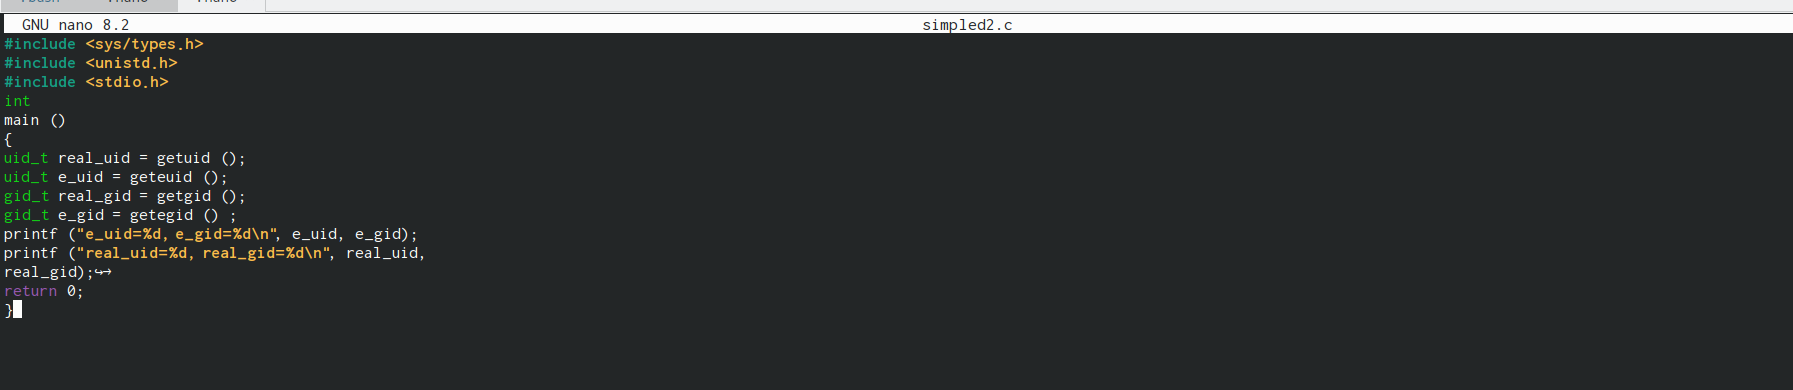 GNU nano 8.2 simpled2.c
#include <sys/types.h>
#include <unistd.h>
#include <stdio.h>
int
main ()
{
uid_t real_uid = getuid ();
uid_t e_uid = geteuid ();
gid_t real_gid = getgid ();
gid_t e_gid = getegid () ;
printf ("e_uid=%d, e_gid=%d\n", e_uid, e_gid);
printf ("real_uid=%d, real_gid=%d\n", real_uid,
real_gid);↪→
return 0;
}